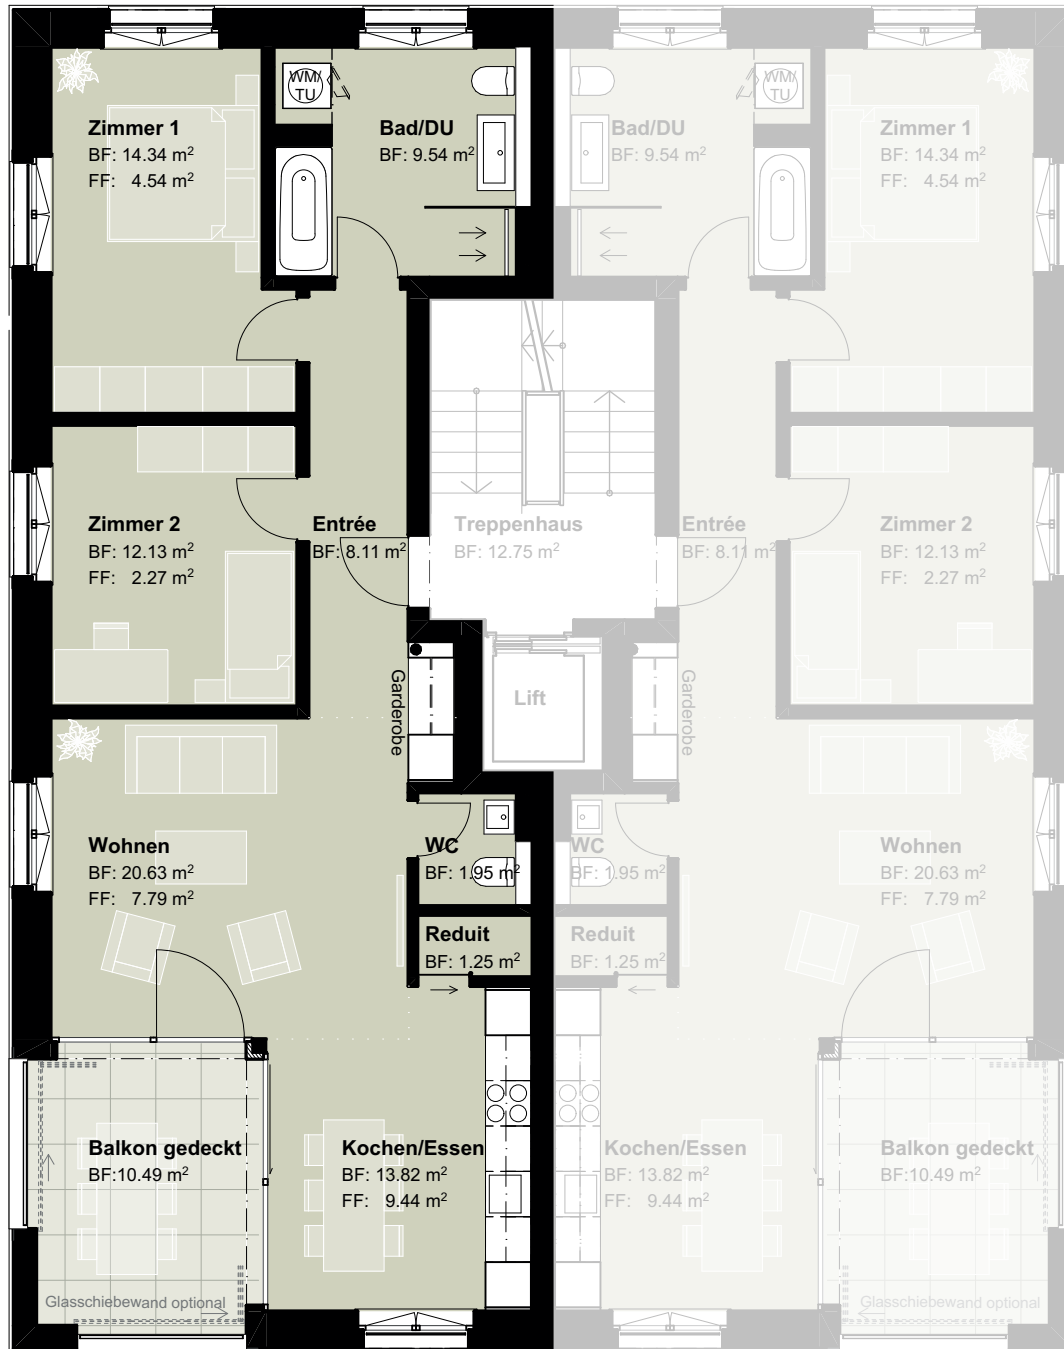 WM/
TU
Zimmer 1
BF: 14.34 m²
FF: 4.54 m²
Bad/DU
BF: 9.54 m²
Bad/DU
BF: 9.54 m²
WM/
TU
Zimmer 1
BF: 14.34 m²
FF: 4.54 m²
Zimmer 2
BF: 12.13 m²
FF: 2.27 m²
Entrée
BF: 8.11 m²
Treppenhaus
BF: 12.75 m²
Entrée
BF: 8.11 m²
Zimmer 2
BF: 12.13 m²
FF: 2.27 m²
Garderobe
Lift
Garderobe
Wohnen
BF: 20.63 m²
FF: 7.79 m²
WC
BF: 1.95 m²
WC
BF: 1.95 m²
Wohnen
BF: 20.63 m²
FF: 7.79 m²
Reduit
BF: 1.25 m²
Reduit
BF: 1.25 m²
Balkon gedeckt
BF:10.49 m²
Kochen/Essen
BF: 13.82 m²
FF: 9.44 m²
Kochen/Essen
BF: 13.82 m²
FF: 9.44 m²
Balkon gedeckt
BF:10.49 m²
Glasschiebewand optional
Glasschiebewand optional